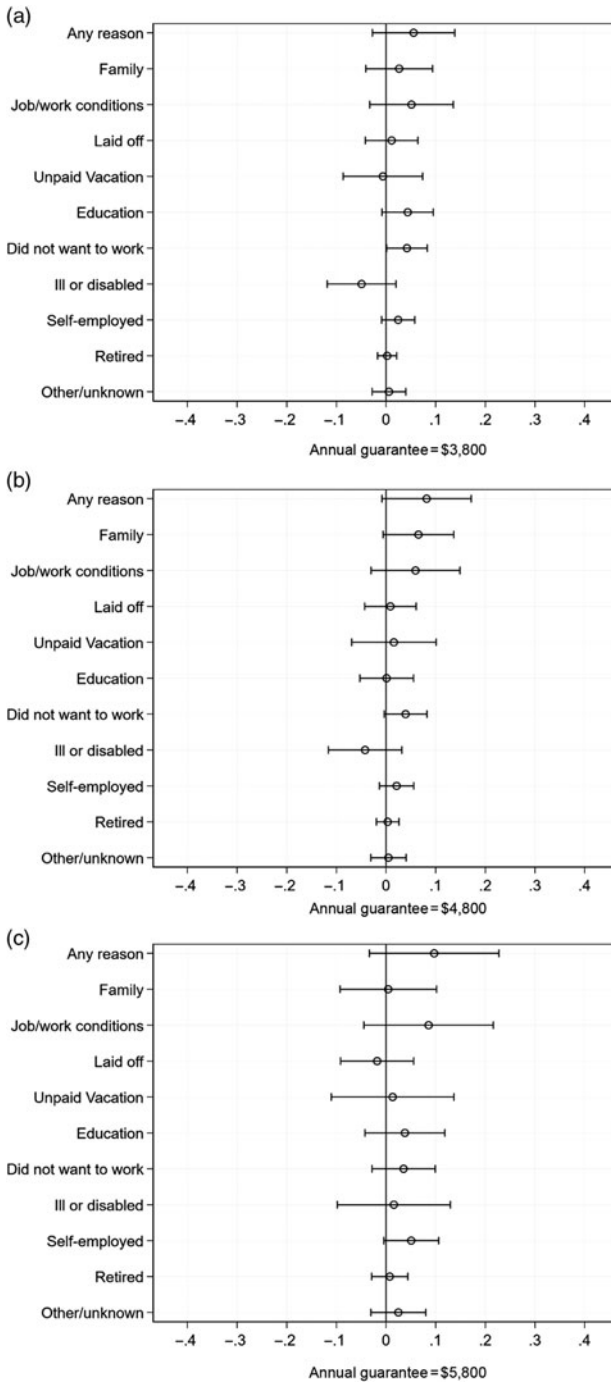 (a)
Any reason
Family
Job/work conditions
Laid off
Unpaid Vacation
Education
Did not want to work
Ill or disabled
Self-employed
Retired
Other/unknown
−.4 −.3 −.2 −.1 0 .1 .2 .3 .4
Annual guarantee = $3,800
(b)
Any reason
Family
Job/work conditions
Laid off
Unpaid Vacation
Education
Did not want to work
Ill or disabled
Self-employed
Retired
Other/unknown
−.4 −.3 −.2 −.1 0 .1 .2 .3 .4
Annual guarantee = $4,800
(c)
Any reason
Family
Job/work conditions
Laid off
Unpaid Vacation
Education
Did not want to work
Ill or disabled
Self-employed
Retired
Other/unknown
−.4 −.3 −.2 −.1 0 .1 .2 .3 .4
Annual guarantee = $5,800